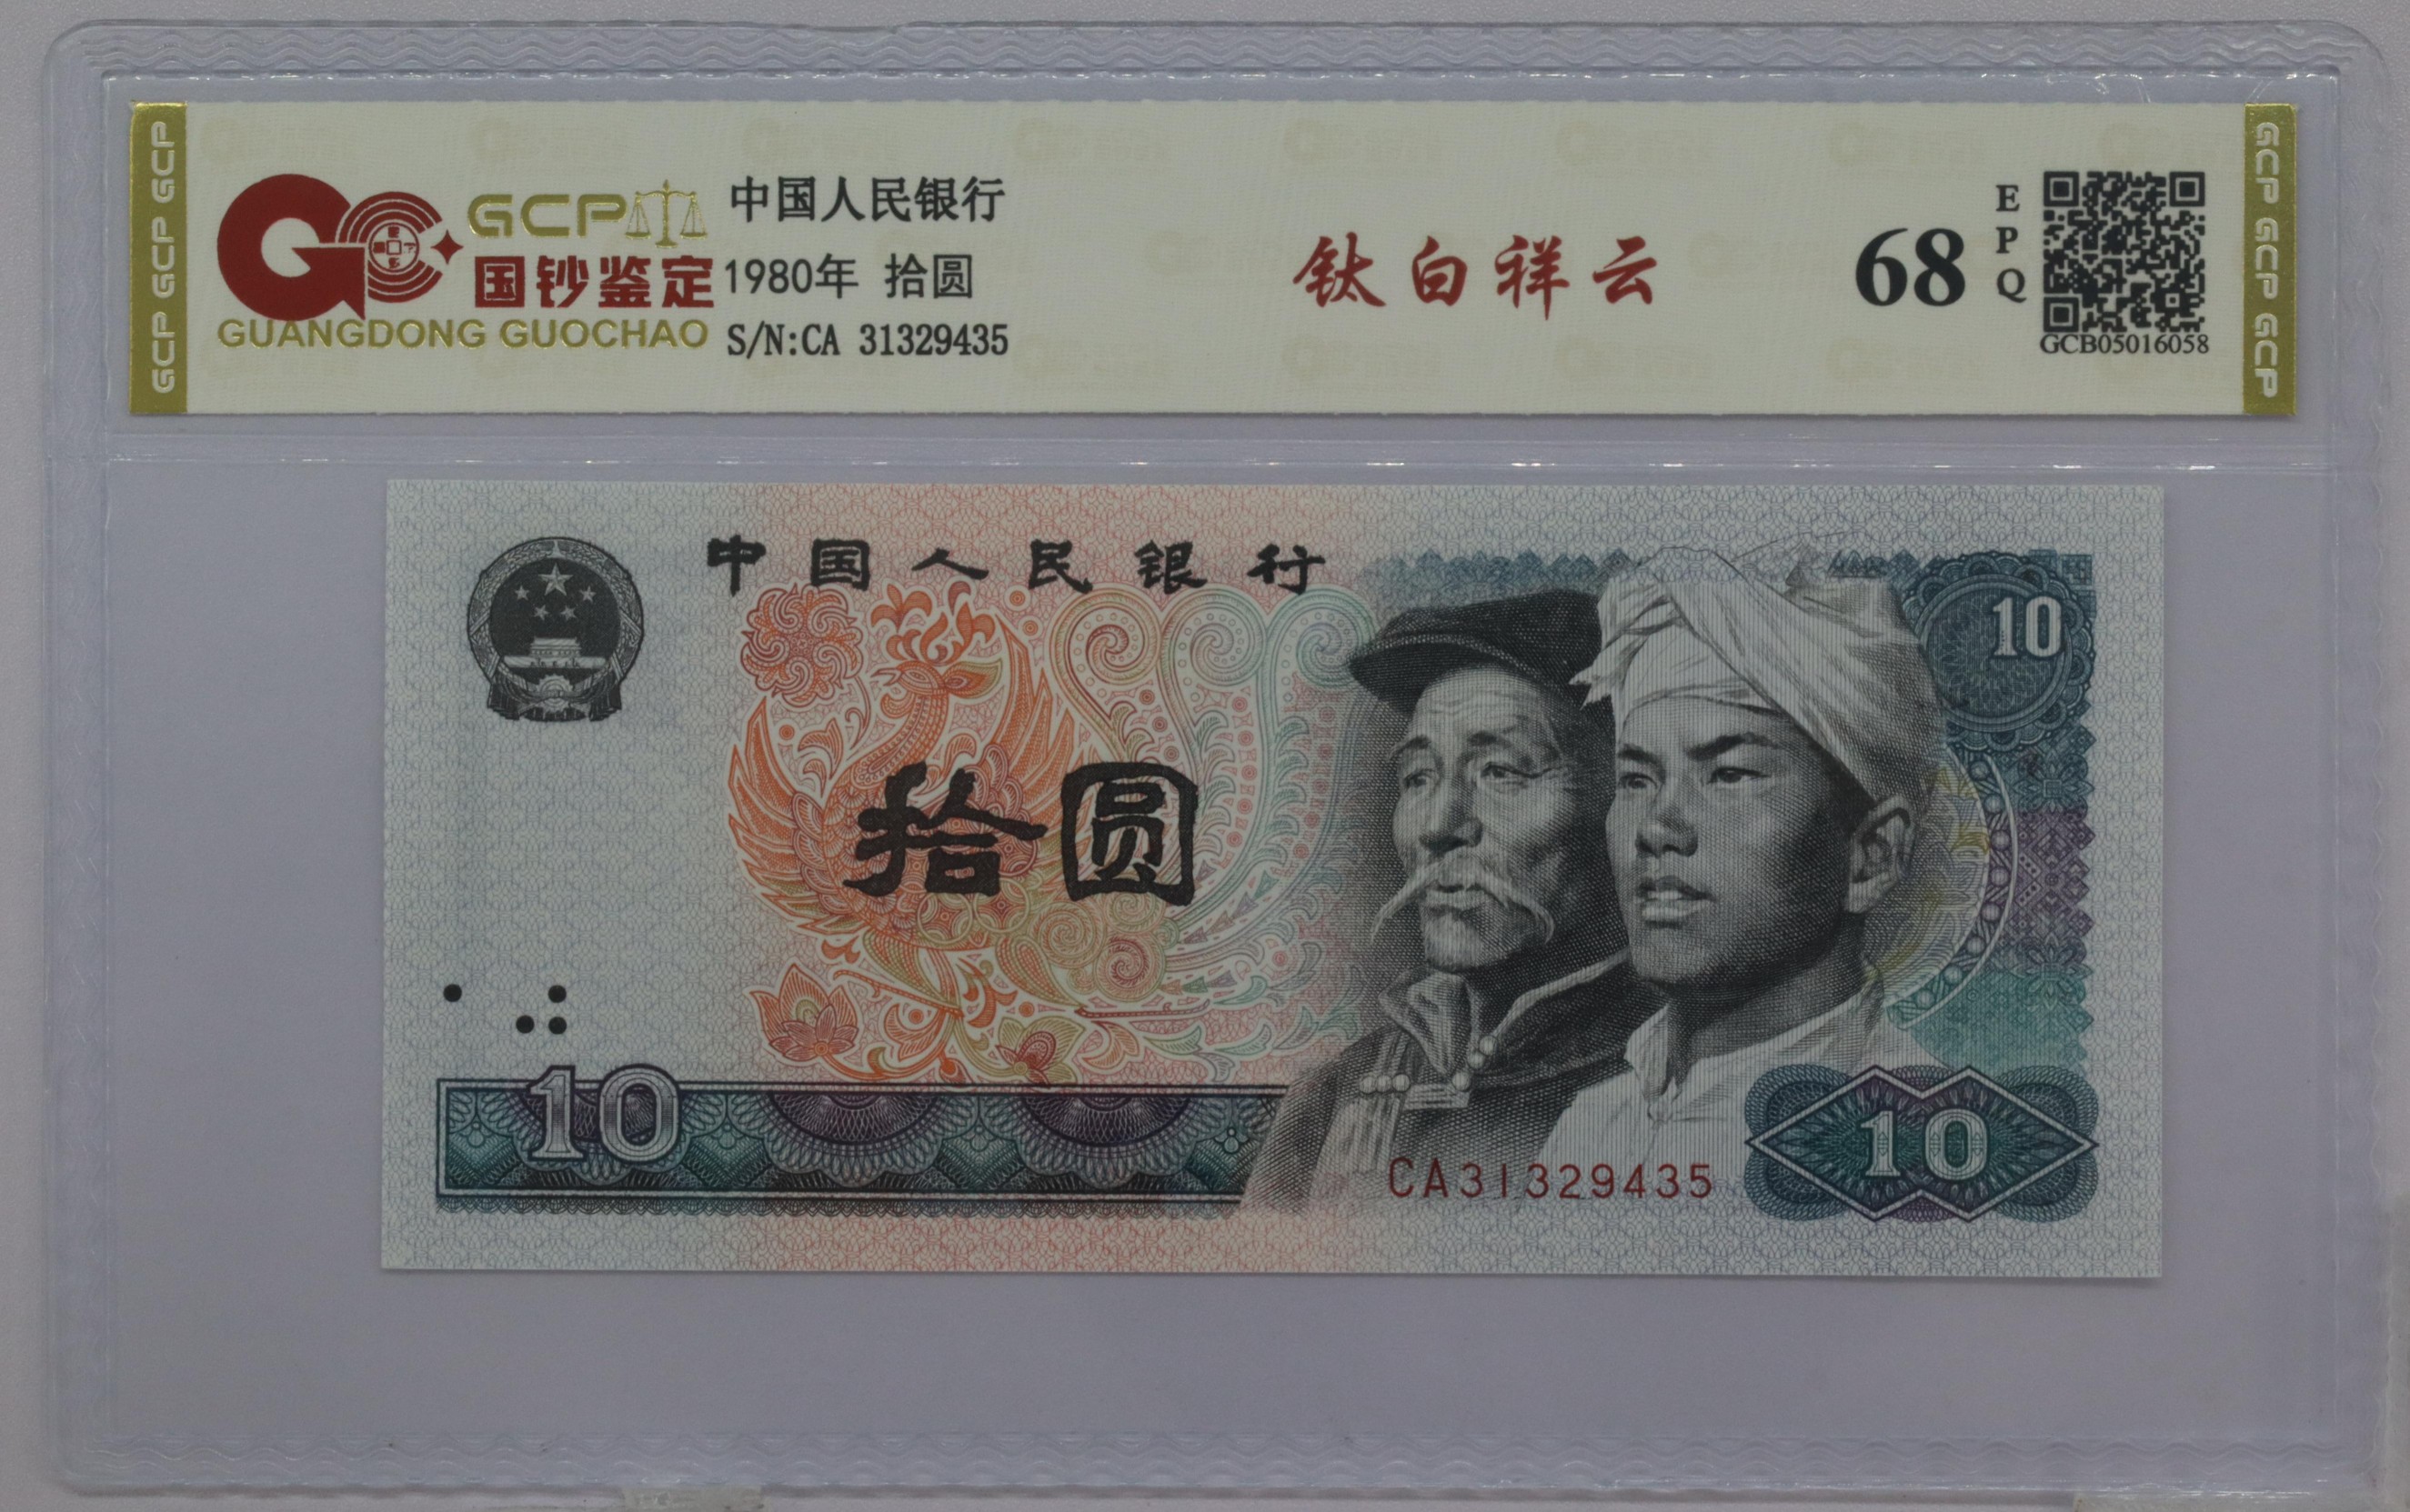 GCP GCP GCP
GCP
国钞鉴定
GUANGDONG GUOCHAO
中国人民银行
1980年 拾圆
S/N:CA 31329435
钛白祥云
68
EPQ
GCB05016058
GCP GCP GCP
中国人民银行
10
拾圆
10
CA31329435
10